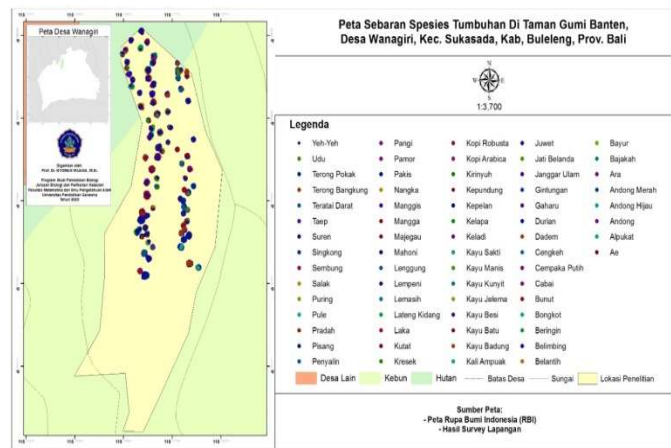 Peta Sebaran Spesies Tumbuhan Di Taman Gumi Banten,
Desa Wanagiri, Kec. Sukasada, Kab, Buleleng, Prov. Bali
N
W
E
S
1:3,700
Peta Desa Wanagiri
Universitas Pendidikan Ganesha
Legenda
Yeh-Yeh
Udu
Terong Pokak
Terong Bangkung
Teratai Darat
Taep
Suren
Singkong
Sembung
Salak
Puring
Pule
Pradah
Pisang
Penyalin
Pangi
Pamor
Pakis
Nangka
Manggis
Mangga
Majegau
Mahoni
Lenggung
Lempeni
Lemasih
Lateng Kidang
Laka
Kutat
Kresek
Kopi Robusta
Kopi Arabica
Kirinyuh
Kepundung
Kepelan
Kelapa
Keladi
Kayu Sakti
Kayu Manis
Kayu Kunyit
Kayu Jelema
Kayu Besi
Kayu Batu
Kayu Badung
Kali Ampuak
Juwet
Jati Belanda
Janggar Ulam
Gintungan
Gaharu
Durian
Dadem
Cengkeh
Cempaka Putih
Cabai
Bunut
Bongkot
Beringin
Belimbing
Belantih
Bayur
Bajakah
Ara
Andong Merah
Andong Hijau
Andong
Alpukat
Ae
Desa Lain
Kebun
Hutan
Batas Desa
Sungai
Lokasi Penelitian
Sumber Peta:
- Peta Rupa Bumi Indonesia (RBI)
- Hasil Survey Lapangan